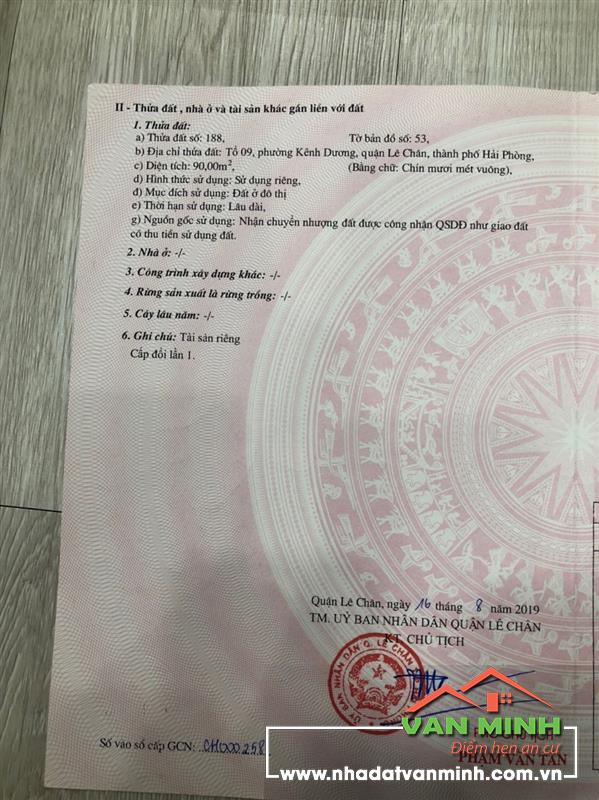 II - Thửa đất , nhà ở và tài sản khác gắn liền với đất
1. Thửa đất:
a) Thửa đất số: 188, Tờ bản đồ số: 53,
b) Địa chỉ thửa đất: Tổ 09, phường Kênh Dương, quận Lê Chân, thành phố Hải Phòng,
c) Diện tích: 90,00m², (Bằng chữ: Chín mươi mét vuông),
d) Hình thức sử dụng: Sử dụng riêng,
đ) Mục đích sử dụng: Đất ở đô thị
e) Thời hạn sử dụng: Lâu dài,
g) Nguồn gốc sử dụng: Nhận chuyển nhượng đất được công nhận QSDĐ như giao đất
có thu tiền sử dụng đất.
2. Nhà ở: -/-
3. Công trình xây dựng khác: -/-
4. Rừng sản xuất là rừng trồng: -/-
5. Cây lâu năm: -/-
6. Ghi chú: Tài sản riêng
Cấp đổi lần 1.
Quận Lê Chân, ngày 16 tháng 8 năm 2019
TM. UỶ BAN NHÂN DÂN QUẬN LÊ CHÂN
KT. CHỦ TỊCH
VAN MINH
Điểm hẹn an cư
PHẠM VĂN TÂN
Số vào sổ cấp GCN: CH000258
www.nhadatvanminh.com.vn